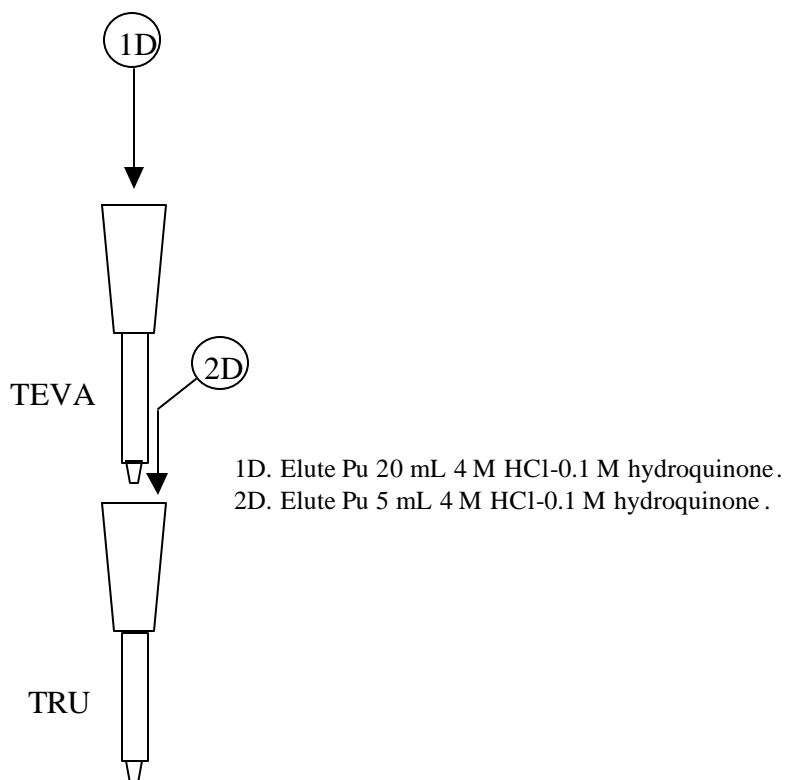 1D
2D
TEVA
1D. Elute Pu 20 mL 4 M HCl-0.1 M hydroquinone.
2D. Elute Pu 5 mL 4 M HCl-0.1 M hydroquinone.
TRU